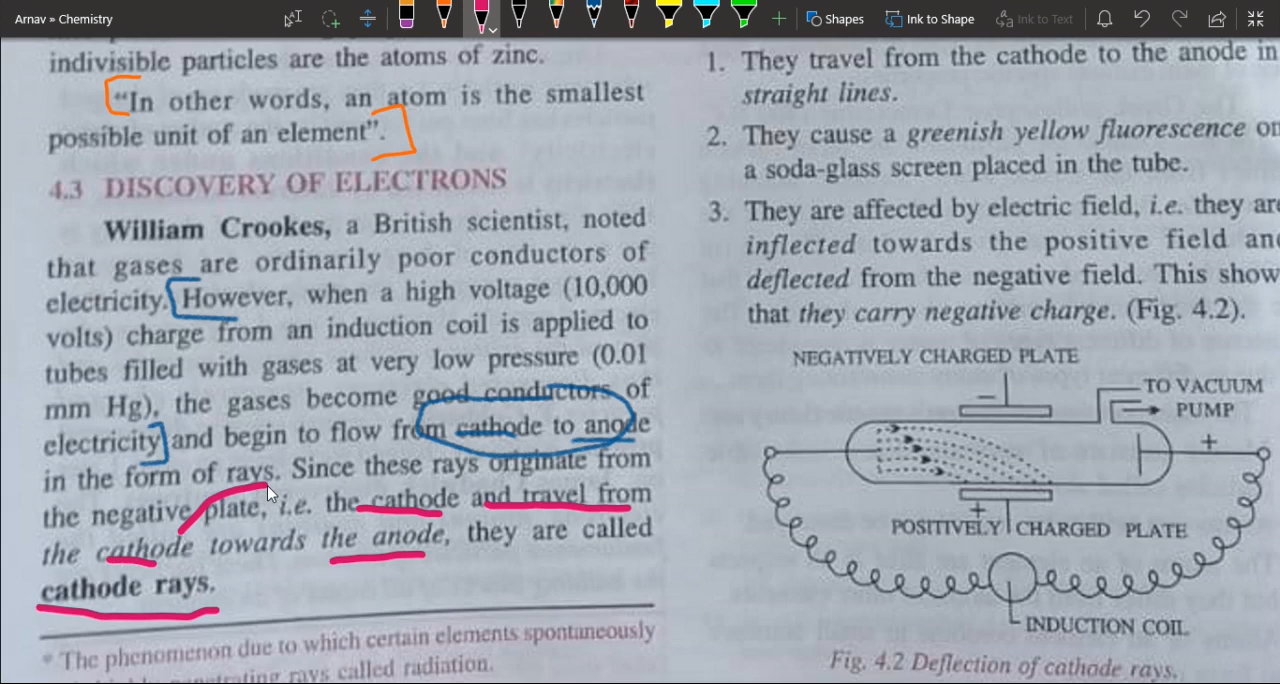 Arnav » Chemistry
Shapes
Ink to Shape
Ink to Text
indivisible particles are the atoms of zinc.
“In other words, an atom is the smallest
possible unit of an element”.
4.3 DISCOVERY OF ELECTRONS
William Crookes, a British scientist, noted
that gases are ordinarily poor conductors of
electricity. However, when a high voltage (10,000
volts) charge from an induction coil is applied to
tubes filled with gases at very low pressure (0.01
mm Hg), the gases become good conductors of
electricity and begin to flow from cathode to anode
in the form of rays. Since these rays originate from
the negative plate, i.e. the cathode and travel from
the cathode towards the anode, they are called
cathode rays.
* The phenomenon due to which certain elements spontaneously
rays called radiation.
1. They travel from the cathode to the anode in
straight lines.
2. They cause a greenish yellow fluorescence on
a soda-glass screen placed in the tube.
3. They are affected by electric field, i.e. they are
inflected towards the positive field and
deflected from the negative field. This show
that they carry negative charge. (Fig. 4.2).
NEGATIVELY CHARGED PLATE
−
TO VACUUM
PUMP
+
+
POSITIVELY CHARGED PLATE
INDUCTION COIL
Fig. 4.2 Deflection of cathode rays.